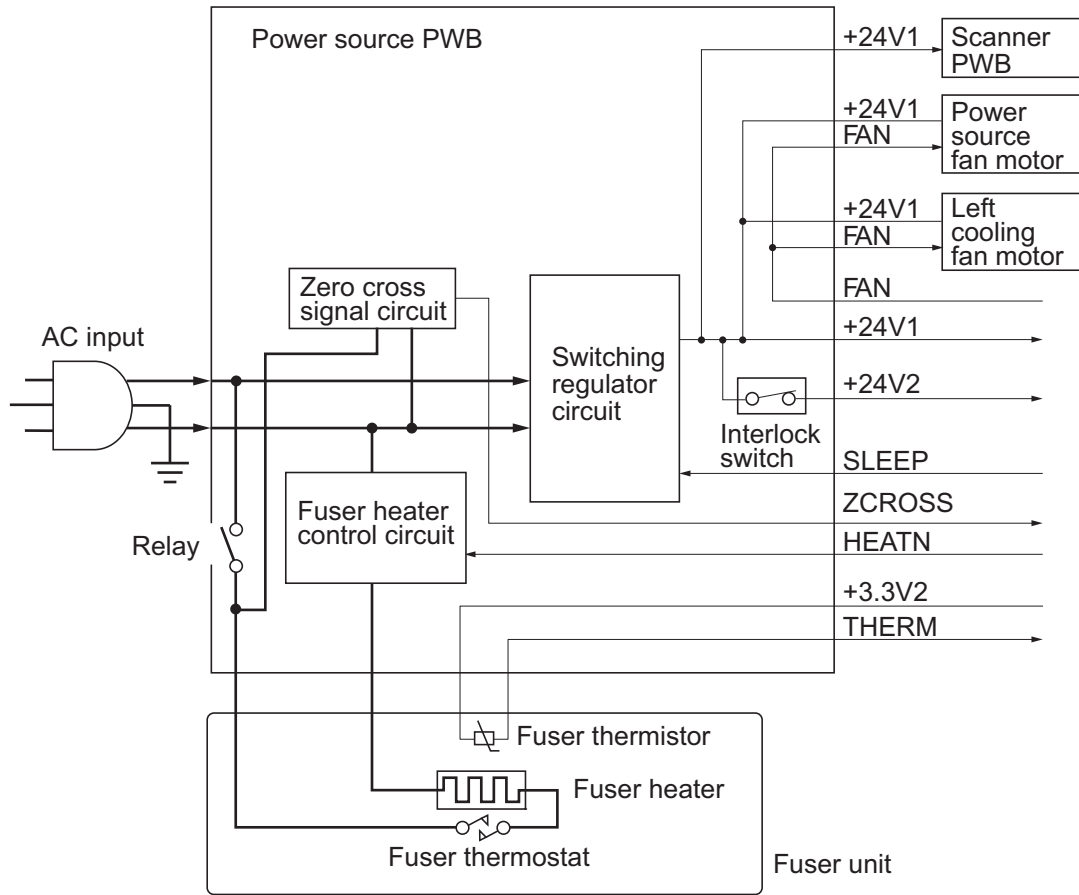 Power source PWB
+24V1
Scanner
PWB
+24V1
FAN
Power
source
fan motor
+24V1
FAN
Left
cooling
fan motor
FAN
+24V1
Zero cross
signal circuit
AC input
Switching
regulator
circuit
+24V2
Interlock
switch
SLEEP
ZCROSS
HEATN
Fuser heater
control circuit
Relay
+3.3V2
THERM
Fuser thermistor
Fuser heater
Fuser thermostat
Fuser unit